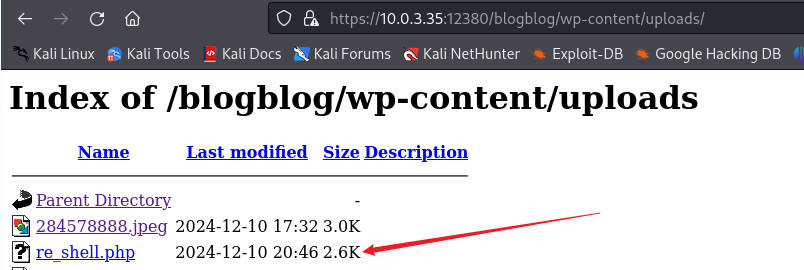 https://10.0.3.35:12380/blogblog/wp-content/uploads/
Kali Linux Kali Tools Kali Docs Kali Forums Kali NetHunter Exploit-DB Google Hacking DB
Index of /blogblog/wp-content/uploads
Name Last modified Size Description
Parent Directory -
284578888.jpeg 2024-12-10 17:32 3.0K
re_shell.php 2024-12-10 20:46 2.6K